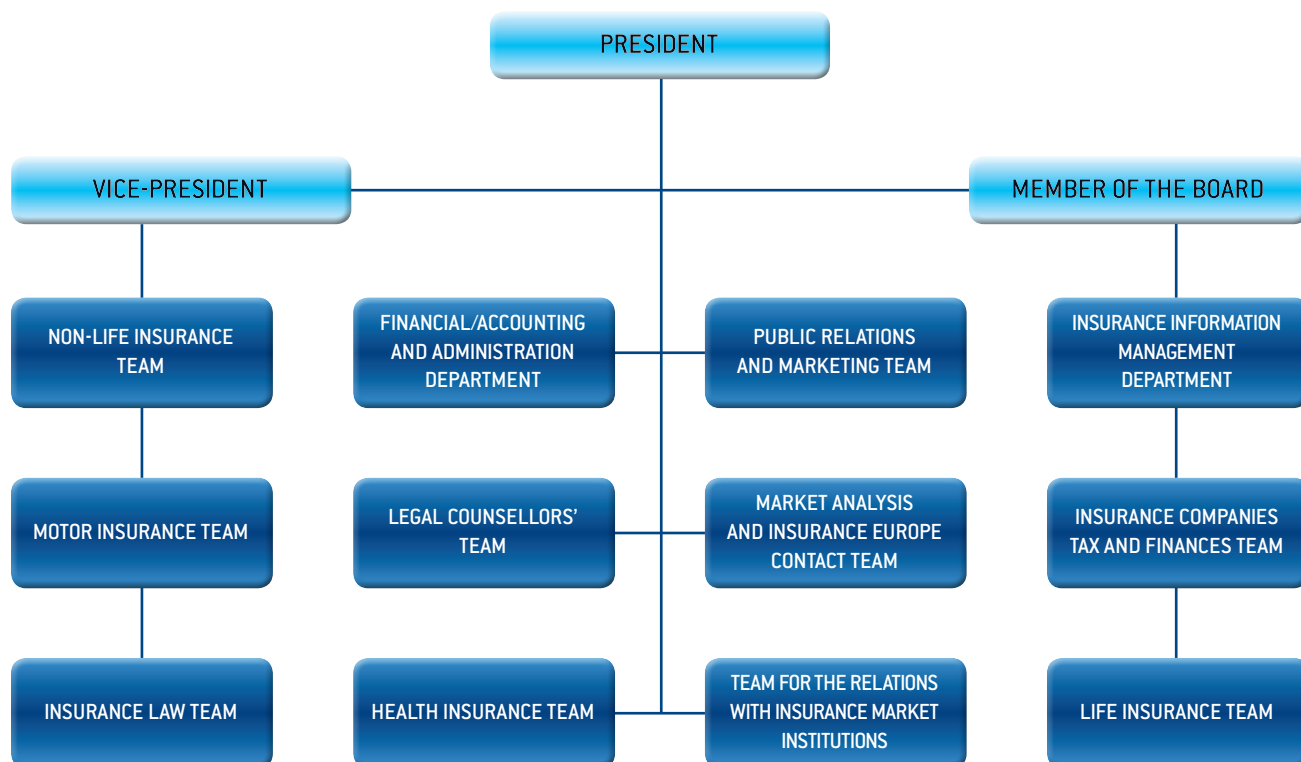 PRESIDENT
VICE-PRESIDENT
MEMBER OF THE BOARD
NON-LIFE INSURANCE
TEAM
FINANCIAL/ACCOUNTING
AND ADMINISTRATION
DEPARTMENT
PUBLIC RELATIONS
AND MARKETING TEAM
INSURANCE INFORMATION
MANAGEMENT
DEPARTMENT
MOTOR INSURANCE TEAM
LEGAL COUNSELLORS’
TEAM
MARKET ANALYSIS
AND INSURANCE EUROPE
CONTACT TEAM
INSURANCE COMPANIES
TAX AND FINANCES TEAM
INSURANCE LAW TEAM
HEALTH INSURANCE TEAM
TEAM FOR THE RELATIONS
WITH INSURANCE MARKET
INSTITUTIONS
LIFE INSURANCE TEAM